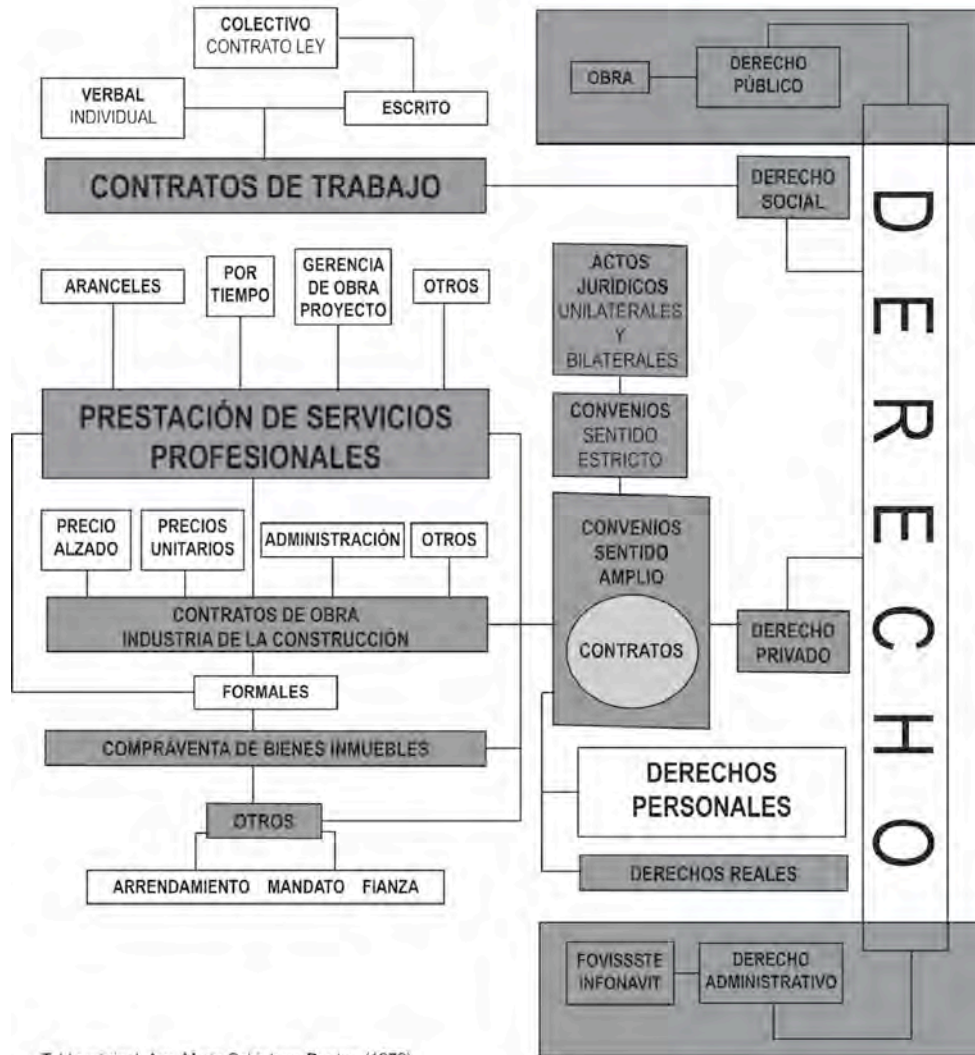 COLECTIVO
CONTRATO LEY
VERBAL
INDIVIDUAL
ESCRITO
CONTRATOS DE TRABAJO
OBRA
DERECHO
PÚBLICO
DERECHO
SOCIAL
DERECHO
ARANCELES
POR
TIEMPO
GERENCIA
DE OBRA
PROYECTO
OTROS
PRESTACIÓN DE SERVICIOS
PROFESIONALES
ACTOS
JURÍDICOS
UNILATERALES
Y
BILATERALES
CONVENIOS
SENTIDO
ESTRICTO
PRECIO
ALZADO
PRECIOS
UNITARIOS
ADMINISTRACIÓN
OTROS
CONTRATOS DE OBRA
INDUSTRIA DE LA CONSTRUCCIÓN
CONVENIOS
SENTIDO
AMPLIO
CONTRATOS
DERECHO
PRIVADO
FORMALES
COMPRAVENTA DE BIENES INMUEBLES
OTROS
ARRENDAMIENTO MANDATO FIANZA
DERECHOS
PERSONALES
DERECHOS REALES
FOVISSSTE
INFONAVIT
DERECHO
ADMINISTRATIVO